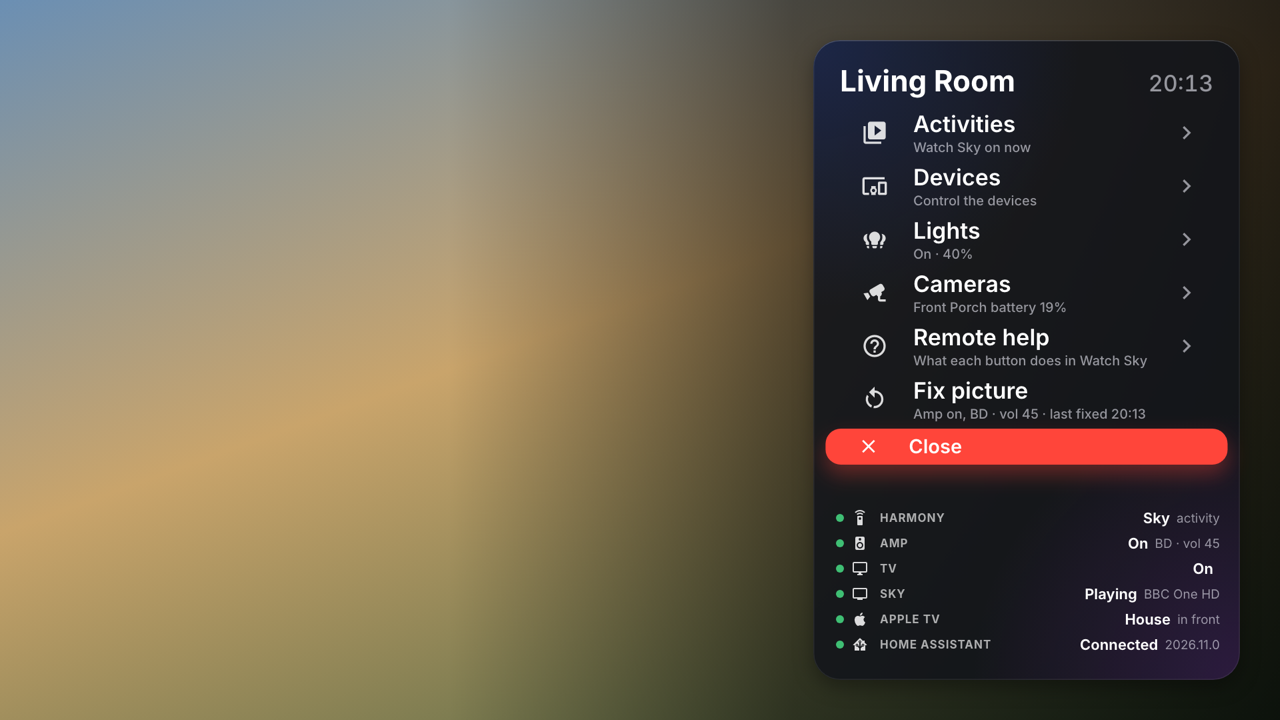 Living Room 20:13
Activities
Watch Sky on now
Devices
Control the devices
Lights
On · 40%
Cameras
Front Porch battery 19%
Remote help
What each button does in Watch Sky
Fix picture
Amp on, BD · vol 45 · last fixed 20:13
Close
HARMONY Sky activity
AMP On BD · vol 45
TV On
SKY Playing BBC One HD
APPLE TV House in front
HOME ASSISTANT Connected 2026.11.0